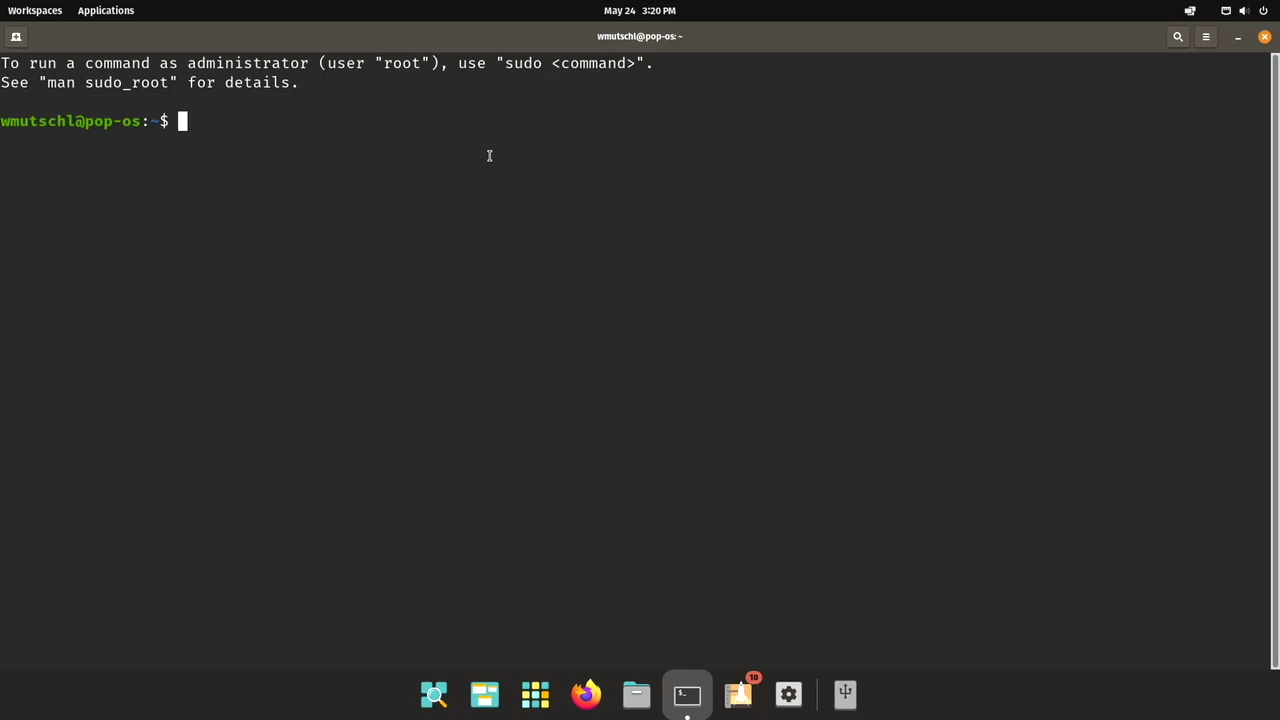 Workspaces Applications May 24 3:20 PM
wmutschl@pop-os: ~
To run a command as administrator (user "root"), use "sudo <command>".
See "man sudo_root" for details.
wmutschl@pop-os:~$
$_
10